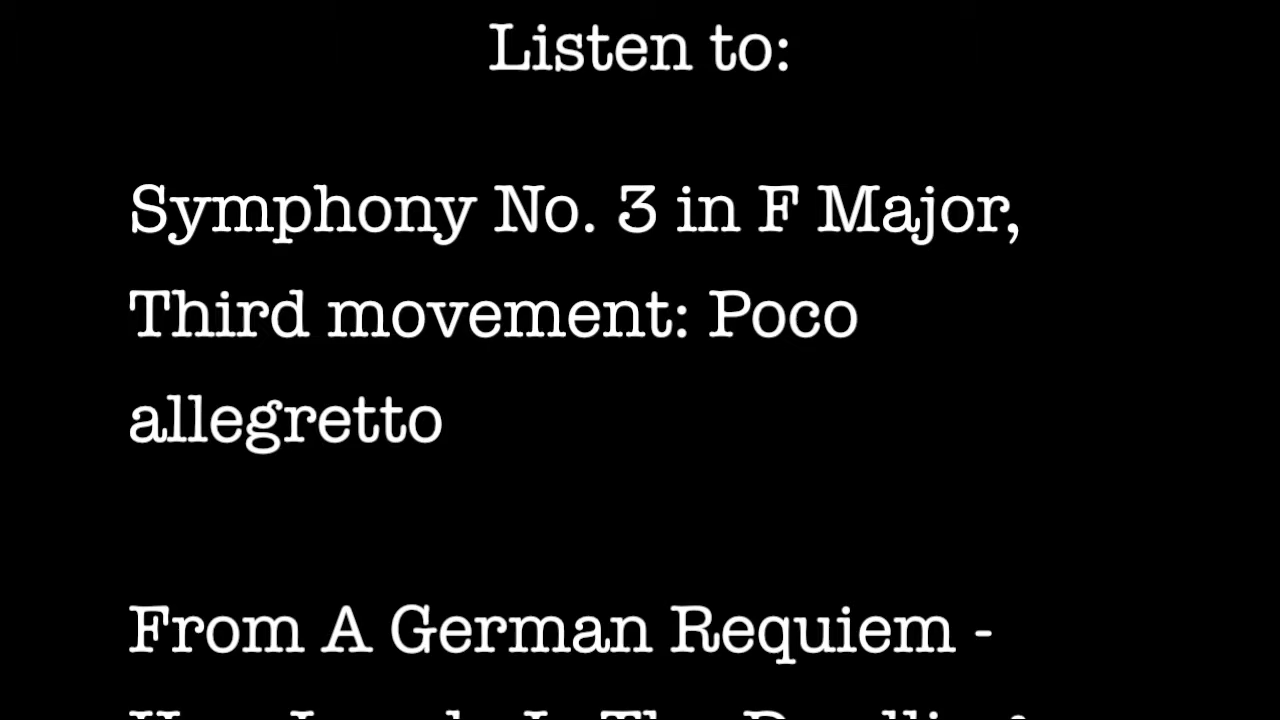 Listen to:
Symphony No. 3 in F Major,
Third movement: Poco
allegretto
From A German Requiem -